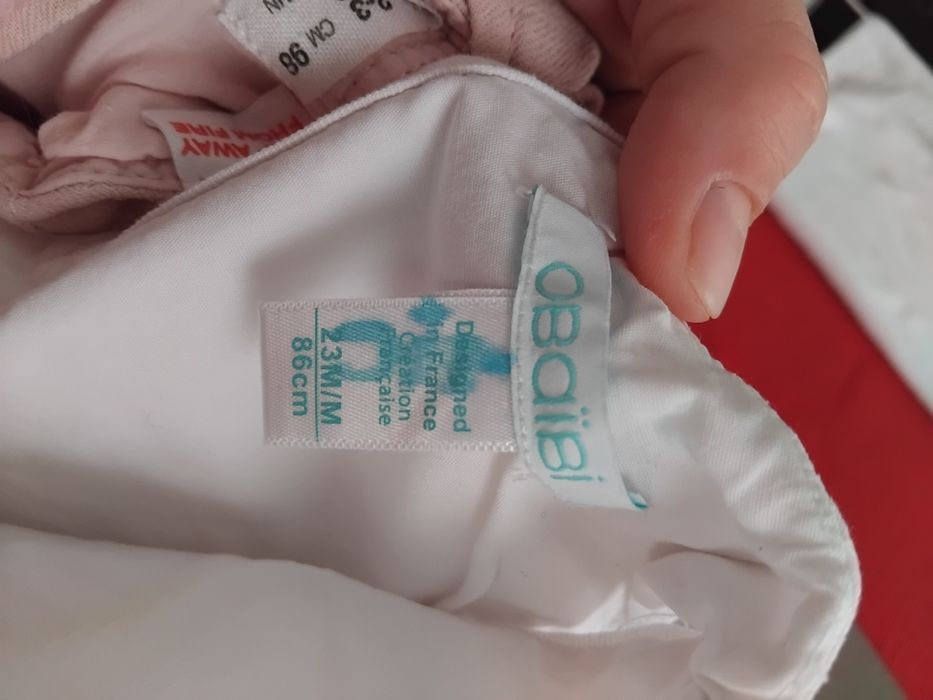 OBaïBi
Designed
in France
Création
française
23M/M
86cm
CM 98
AWAY
FROM FIRE